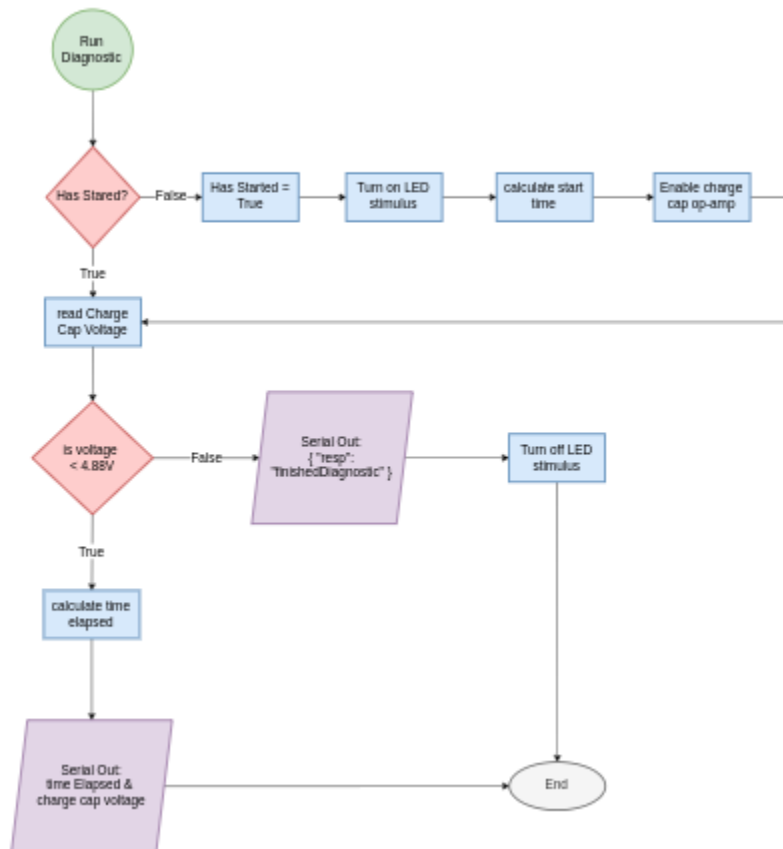 Run
Diagnostic
Has Stared?
False
Has Started =
True
Turn on LED
stimulus
calculate start
time
Enable charge
cap op-amp
True
read Charge
Cap Voltage
is voltage
< 4.88V
False
Serial Out:
{ "resp":
"finishedDiagnostic" }
Turn off LED
stimulus
True
calculate time
elapsed
Serial Out:
time Elapsed &
charge cap voltage
End